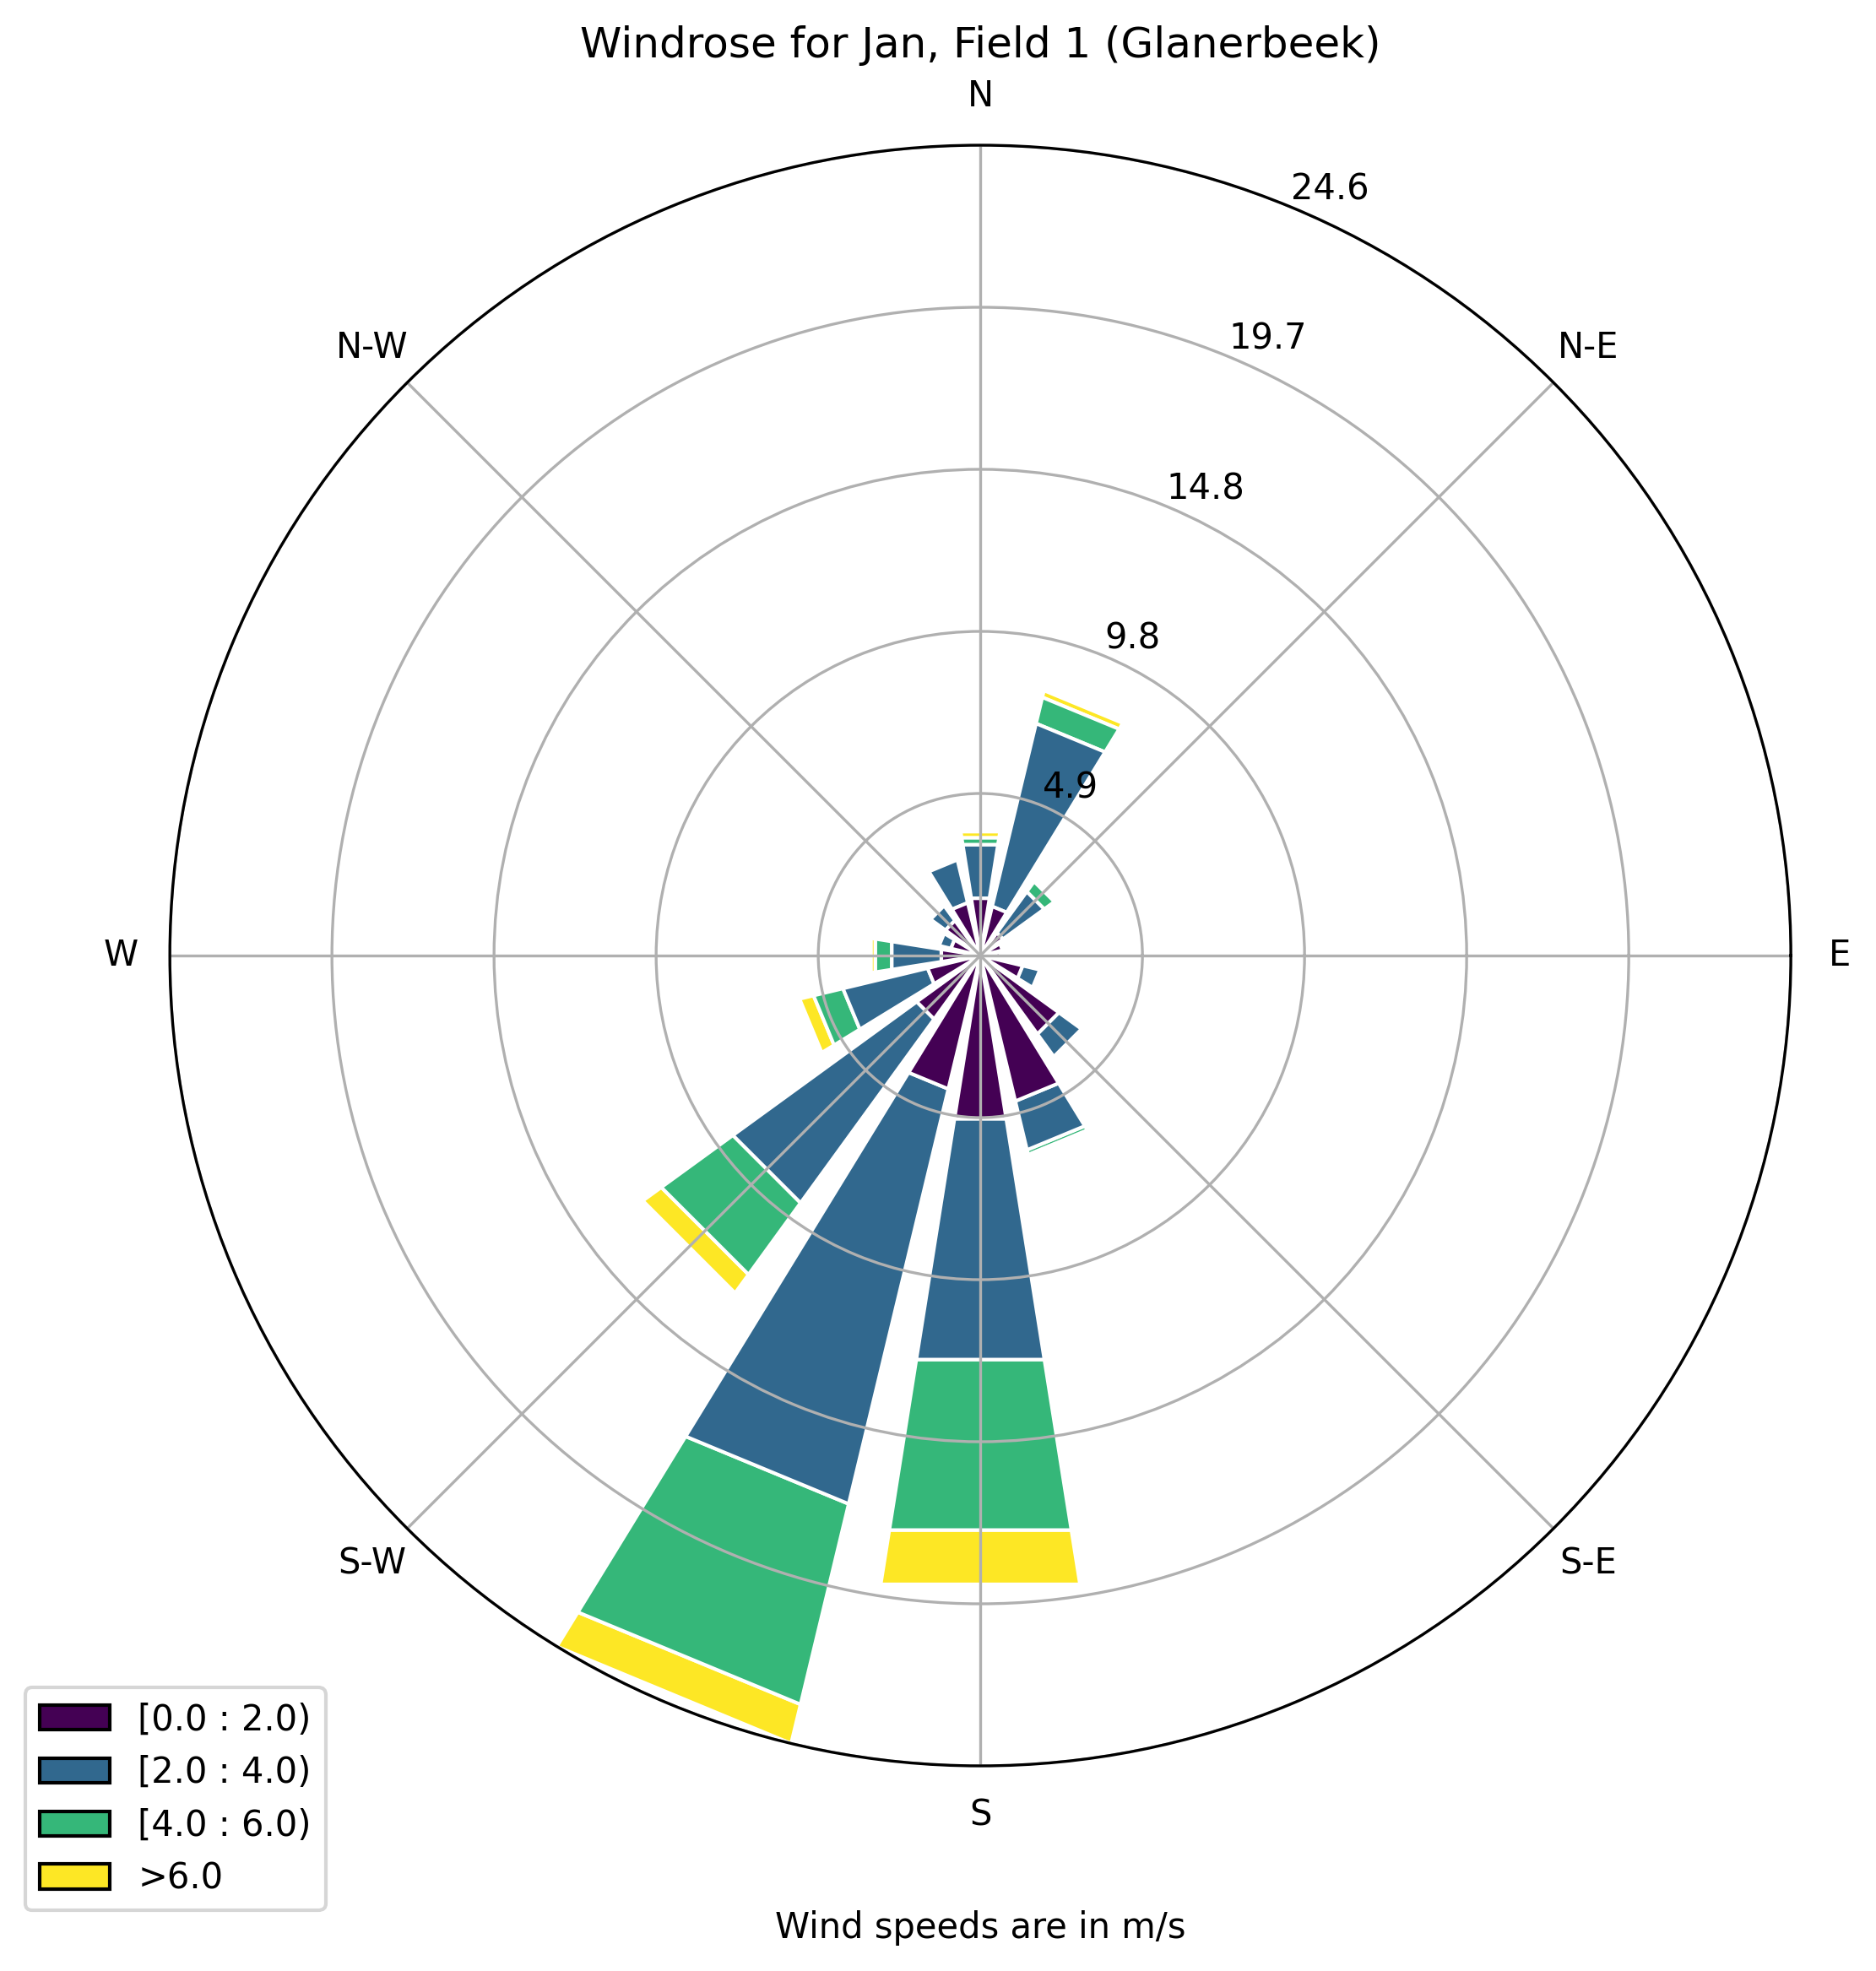 Windrose for Jan, Field 1 (Glanerbeek)
N
24.6
19.7
N-W
N-E
14.8
9.8
4.9
W
E
S-W
S-E
[0.0 : 2.0)
[2.0 : 4.0)
S
[4.0 : 6.0)
>6.0
Wind speeds are in m/s